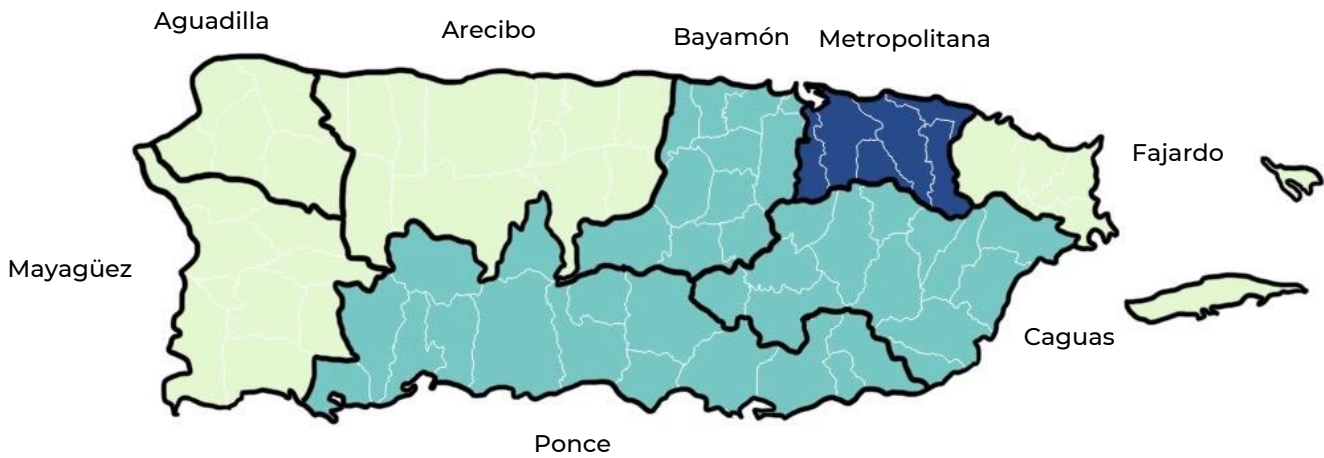 Aguadilla
Arecibo
Bayamón
Metropolitana
Fajardo
Mayagüez
Caguas
Ponce